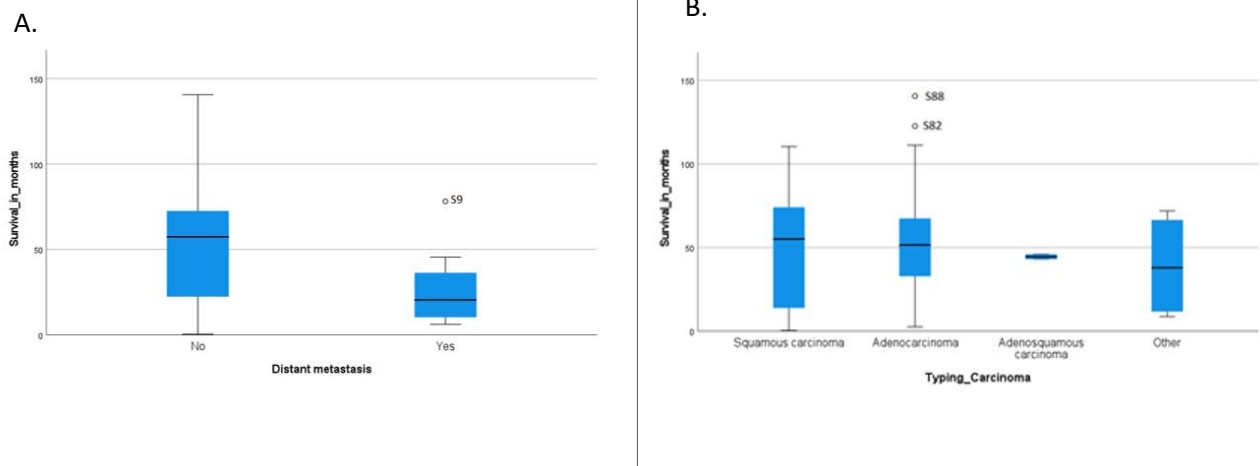 A.
Survival_in_months
150
100
50
0
S9
No
Yes
Distant metastasis
B.
Survival_in_months
150
100
50
0
S88
S82
Squamous carcinoma
Adenocarcinoma
Adenosquamous
carcinoma
Other
Typing_Carcinoma